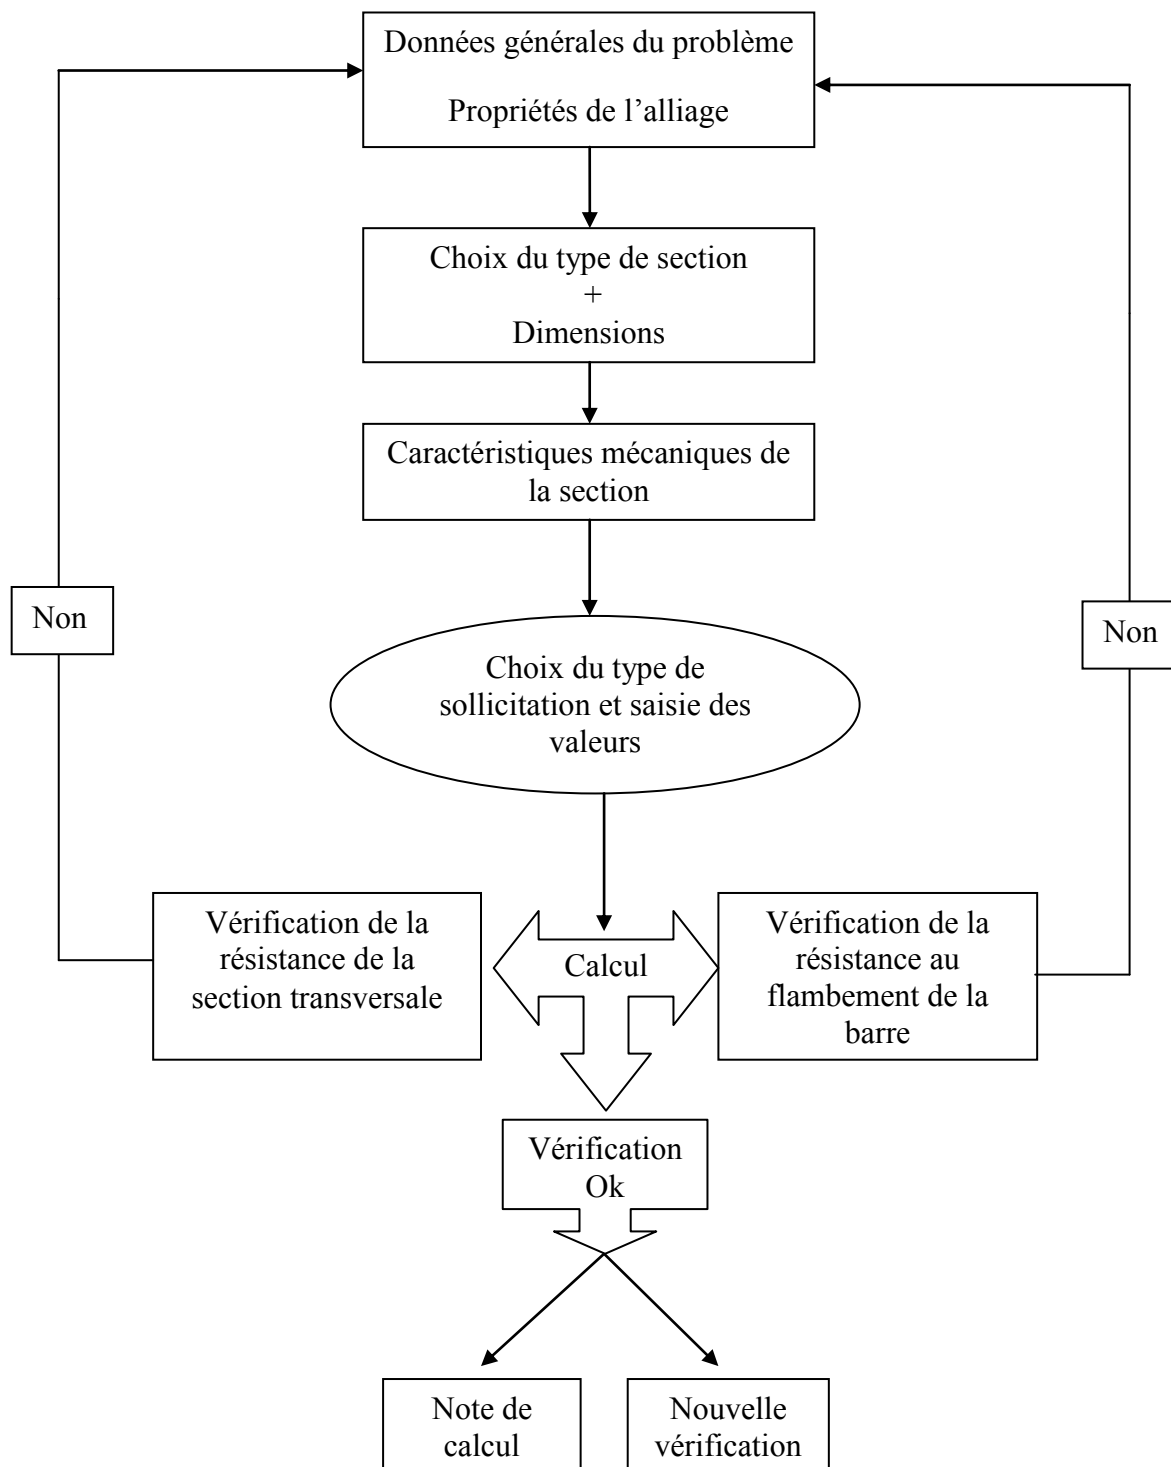 Données générales du problème
Propriétés de l’alliage
Choix du type de section
+
Dimensions
Caractéristiques mécaniques de
la section
Non
Non
Choix du type de
sollicitation et saisie des
valeurs
Vérification de la
résistance de la
section transversale
Calcul
Vérification de la
résistance au
flambement de la
barre
Vérification
Ok
Note de
calcul
Nouvelle
vérification